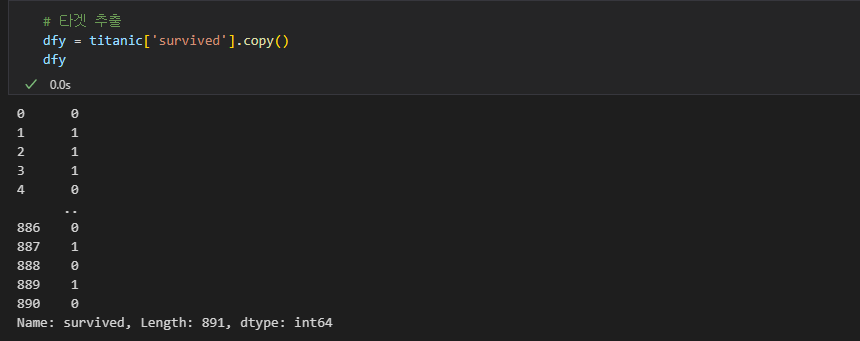 # 타겟 추출
dfy = titanic['survived'].copy()
dfy
✓ 0.0s
0      0
1      1
2      1
3      1
4      0
      ..
886    0
887    1
888    0
889    1
890    0
Name: survived, Length: 891, dtype: int64